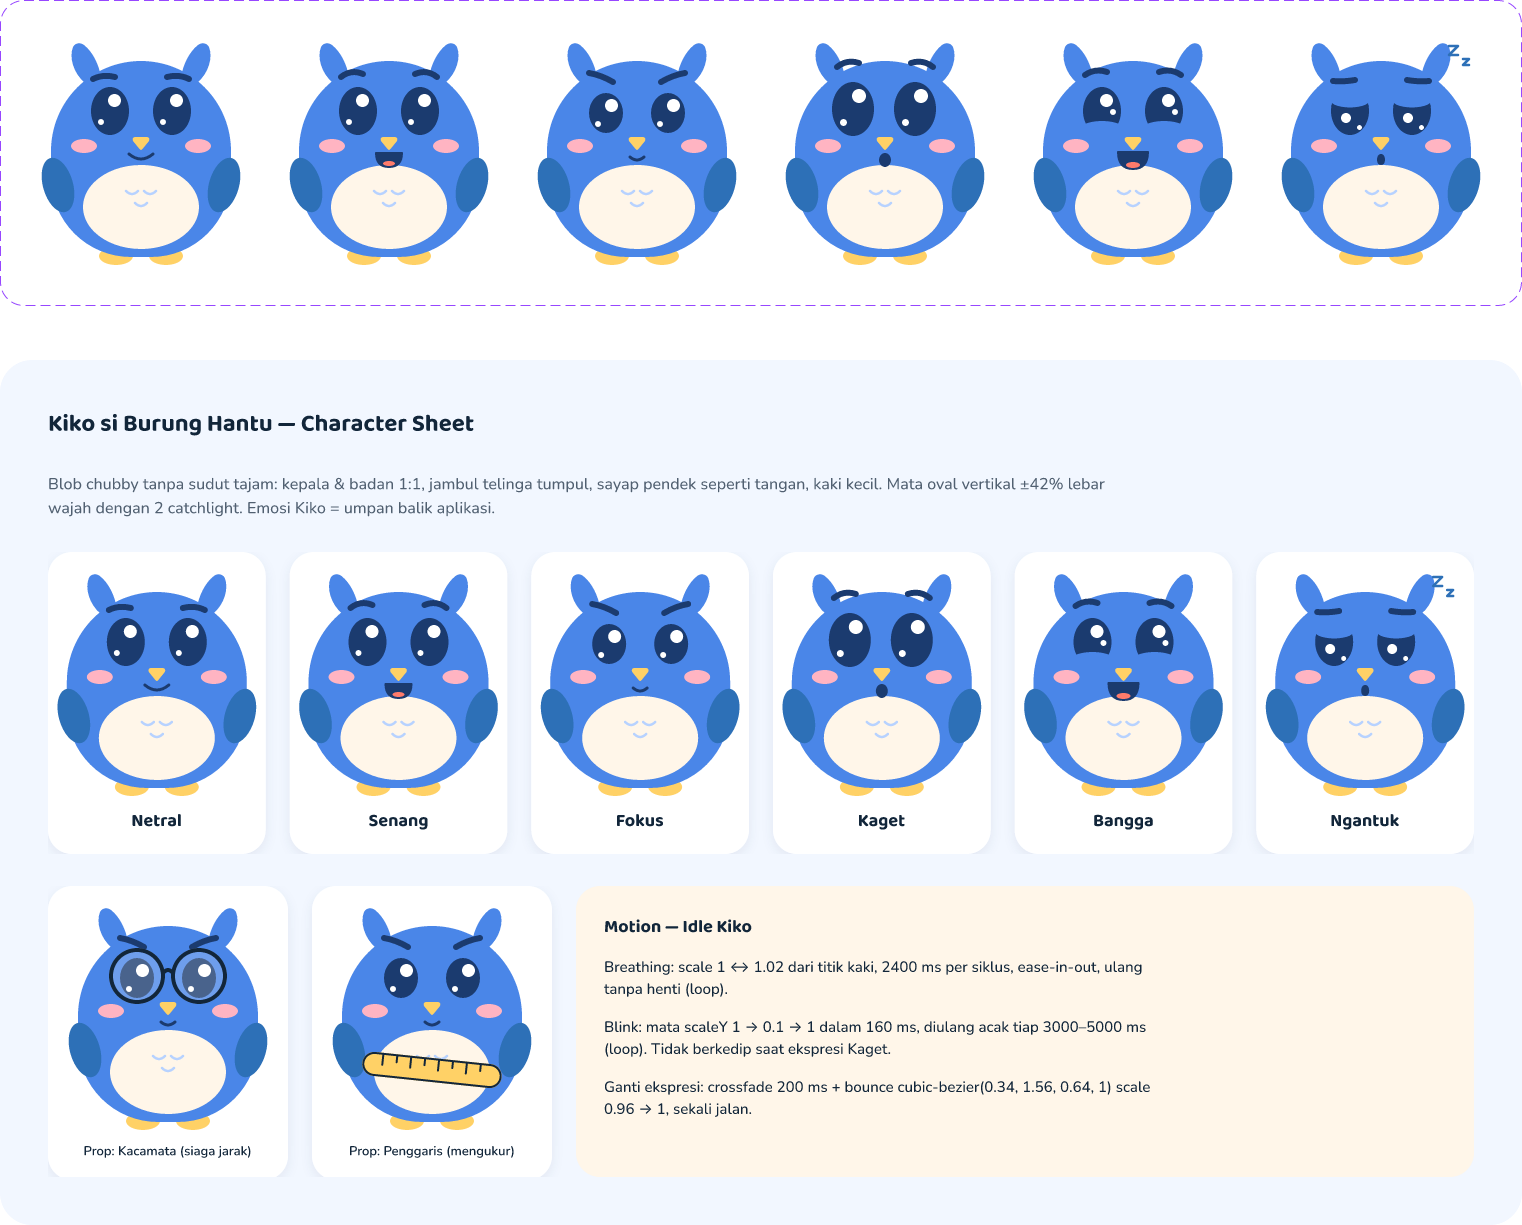 Z
z
Kiko si Burung Hantu — Character Sheet
Blob chubby tanpa sudut tajam: kepala & badan 1:1, jambul telinga tumpul, sayap pendek seperti tangan, kaki kecil. Mata oval vertikal ±42% lebar
wajah dengan 2 catchlight. Emosi Kiko = umpan balik aplikasi.
Z
z
Netral
Senang
Fokus
Kaget
Bangga
Ngantuk
Prop: Kacamata (siaga jarak)
Prop: Penggaris (mengukur)
Motion — Idle Kiko
Breathing: scale 1 ↔ 1.02 dari titik kaki, 2400 ms per siklus, ease-in-out, ulang
tanpa henti (loop).
Blink: mata scaleY 1 → 0.1 → 1 dalam 160 ms, diulang acak tiap 3000–5000 ms
(loop). Tidak berkedip saat ekspresi Kaget.
Ganti ekspresi: crossfade 200 ms + bounce cubic-bezier(0.34, 1.56, 0.64, 1) scale
0.96 → 1, sekali jalan.